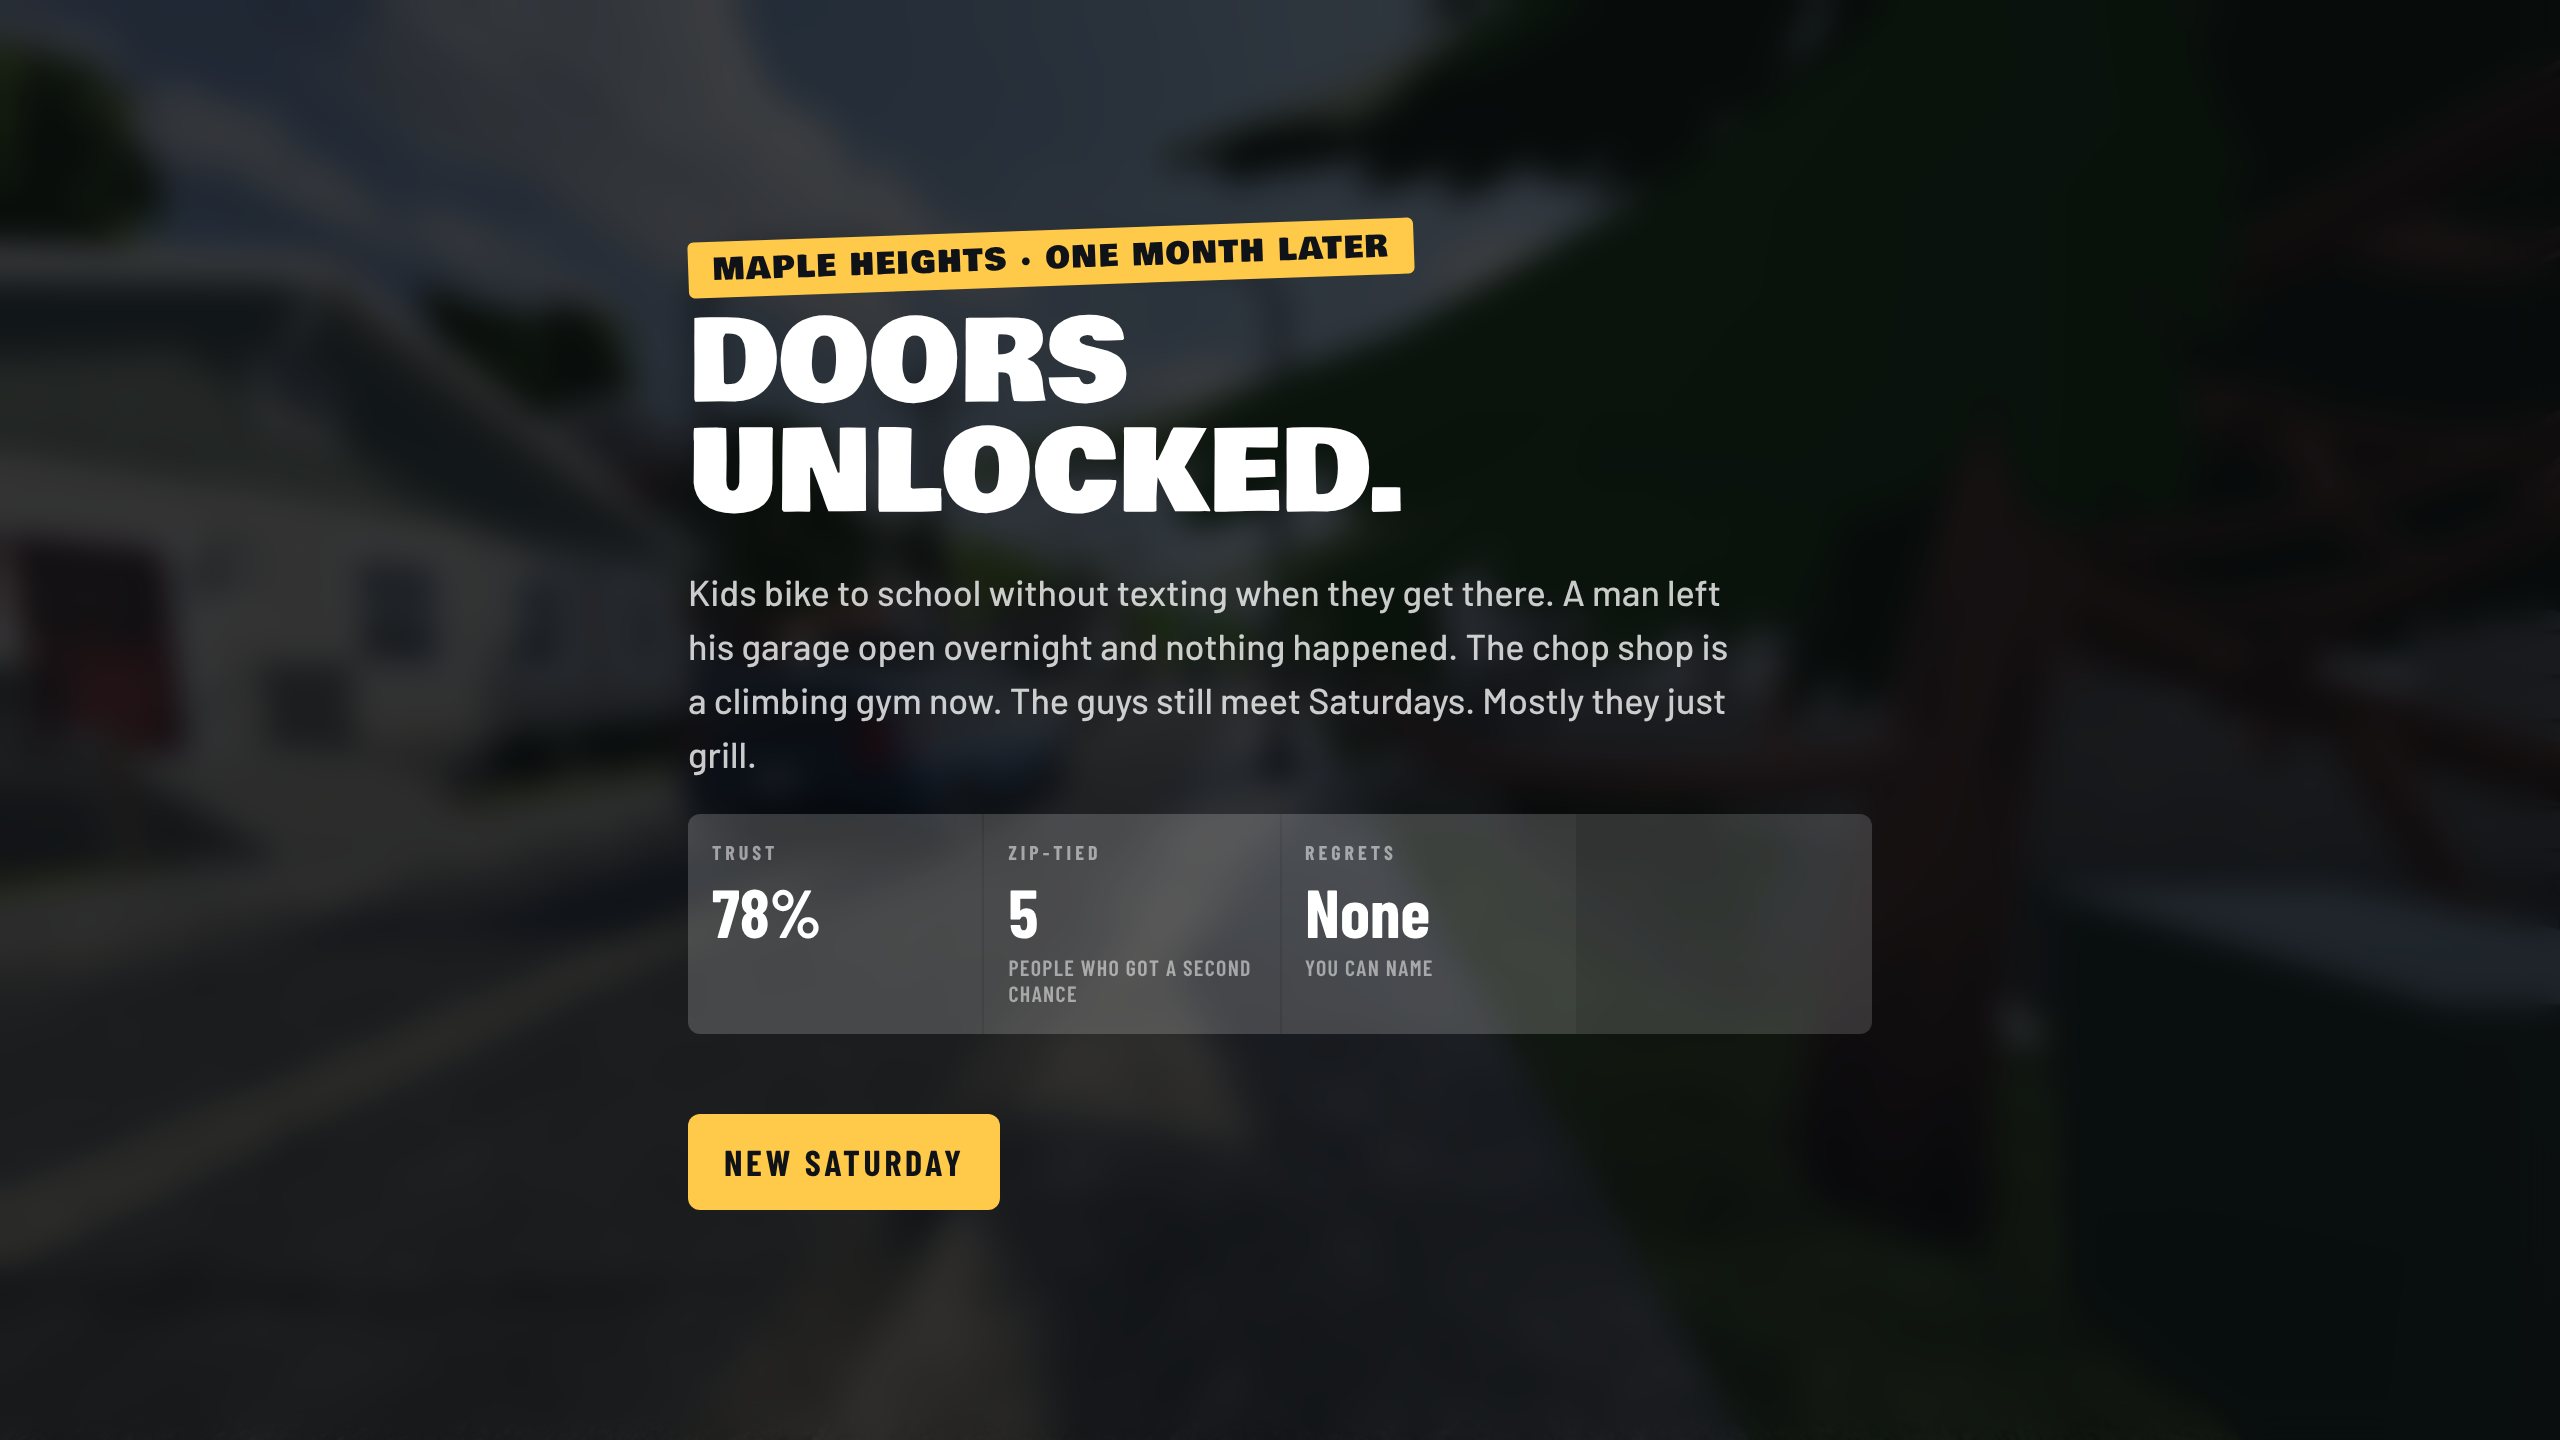 MAPLE HEIGHTS · ONE MONTH LATER
DOORS
UNLOCKED.
Kids bike to school without texting when they get there. A man left
his garage open overnight and nothing happened. The chop shop is
a climbing gym now. The guys still meet Saturdays. Mostly they just
grill.
TRUST
78%
ZIP-TIED
5
PEOPLE WHO GOT A SECOND
CHANCE
REGRETS
None
YOU CAN NAME
NEW SATURDAY